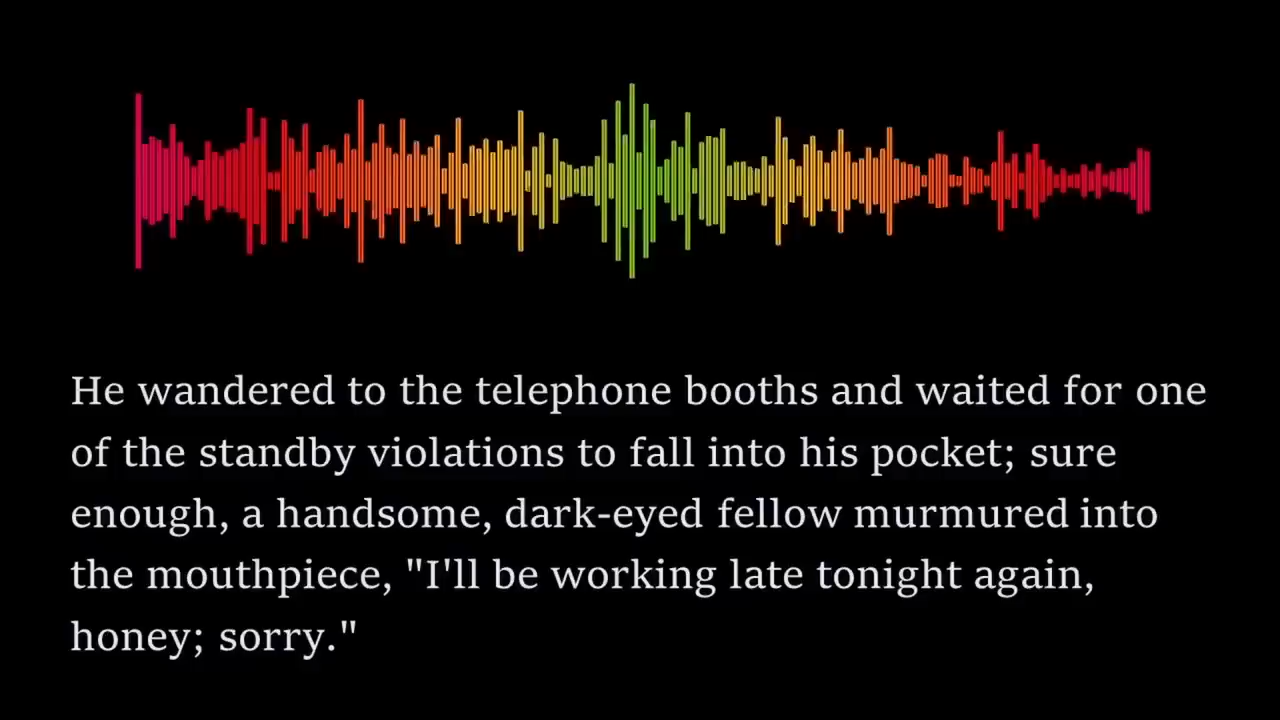 He wandered to the telephone booths and waited for one
of the standby violations to fall into his pocket; sure
enough, a handsome, dark-eyed fellow murmured into
the mouthpiece, "I'll be working late tonight again,
honey; sorry."